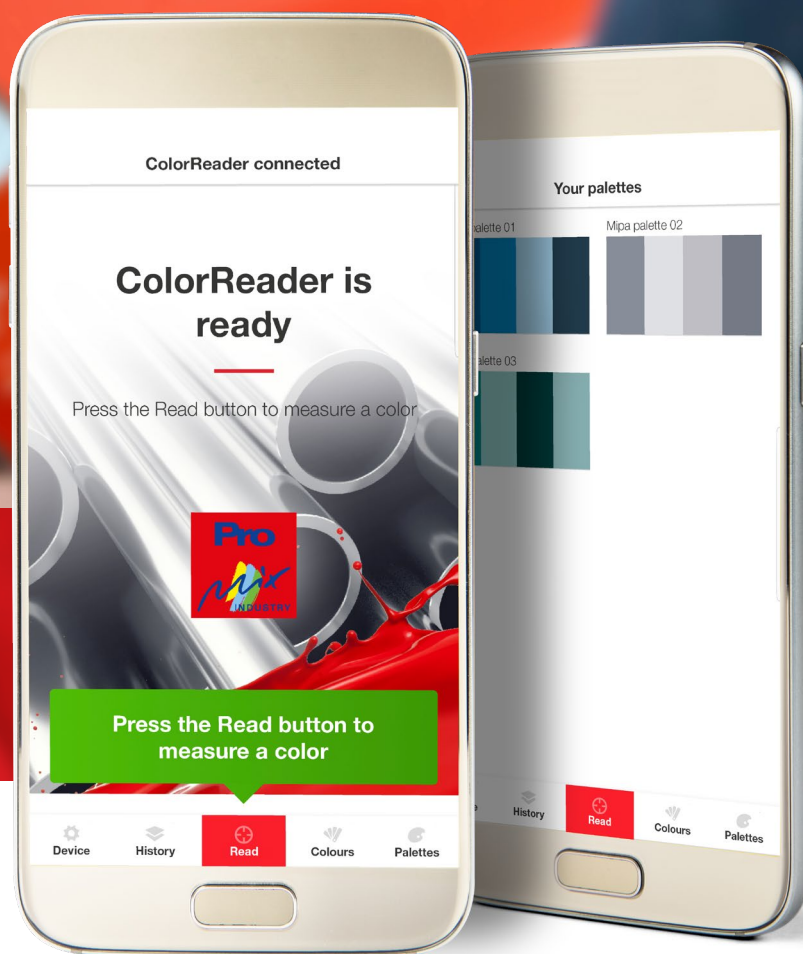 ColorReader connected
ColorReader is
ready
Press the Read button to measure a color
Pro
Mix
INDUSTRY
Press the Read button to
measure a color
Device
History
Read
Colours
Palettes
Your palettes
palette 01
Mipa palette 02
palette 03
History
Read
Colours
Palettes